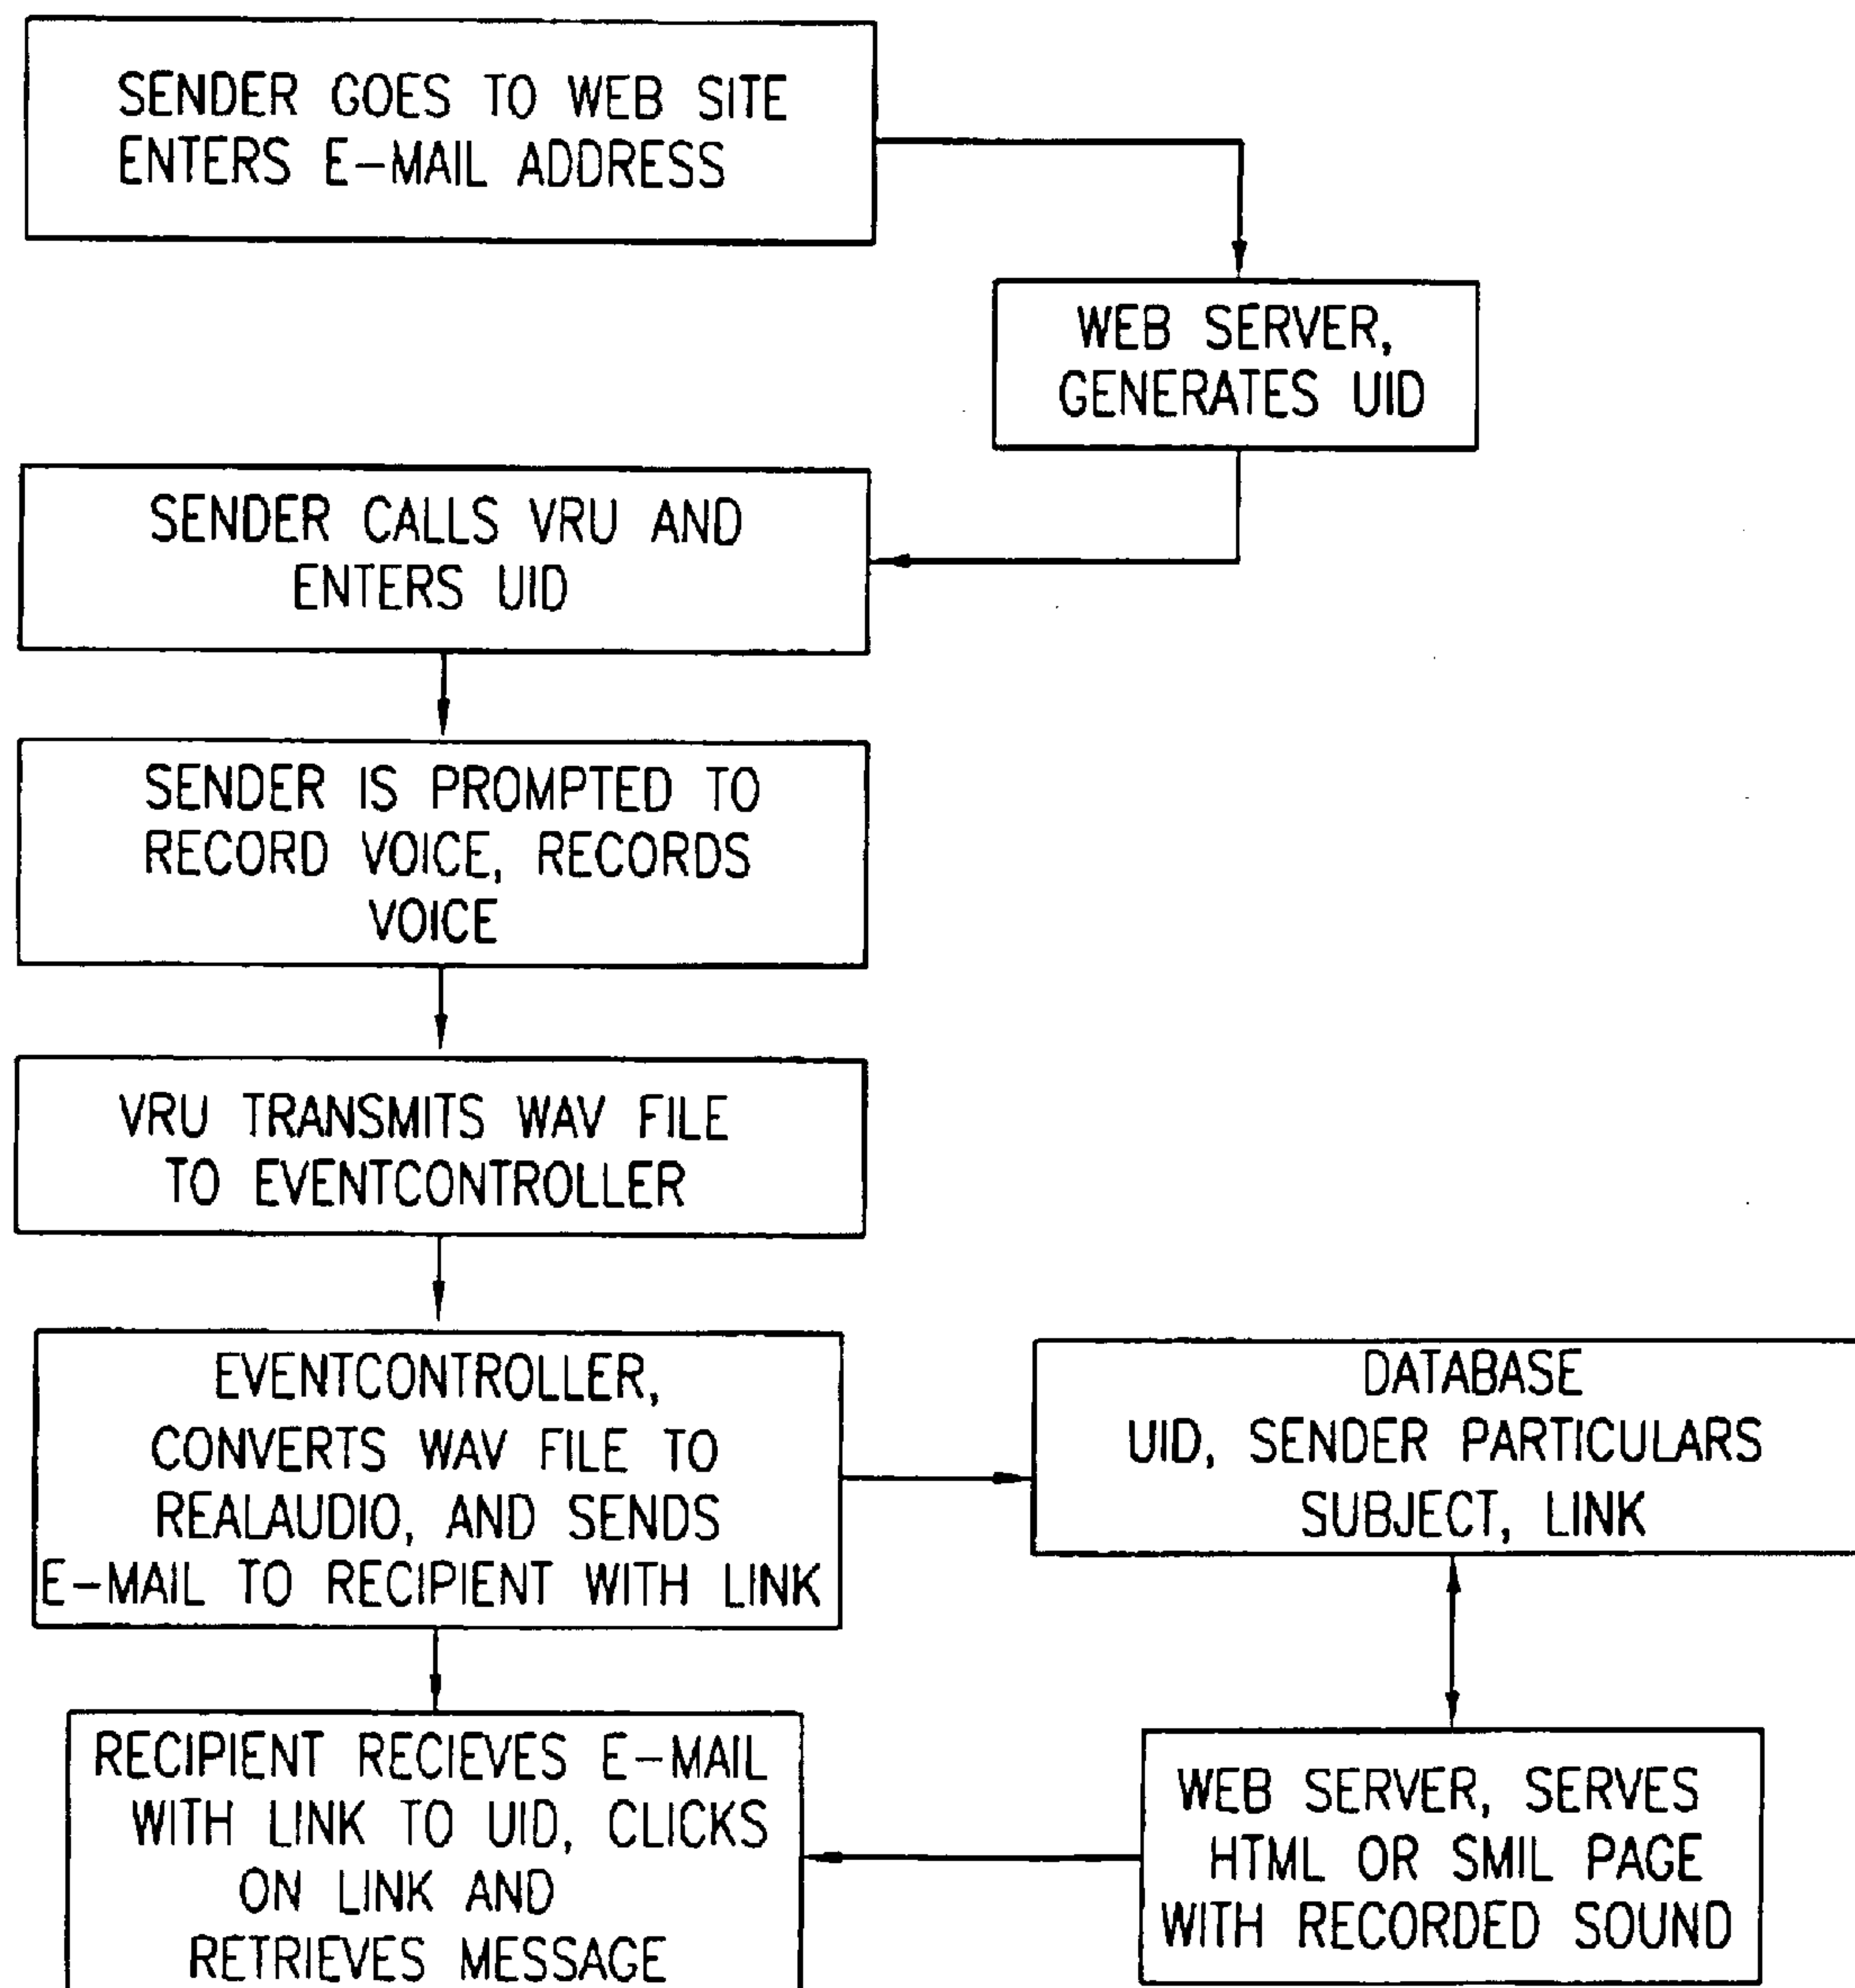 SENDER GOES TO WEB SITE
ENTERS E-MAIL ADDRESS
WEB SERVER,
GENERATES UID
SENDER CALLS VRU AND
ENTERS UID
SENDER IS PROMPTED TO
RECORD VOICE, RECORDS
VOICE
VRU TRANSMITS WAV FILE
TO EVENTCONTROLLER
EVENTCONTROLLER,
CONVERTS WAV FILE TO
REALAUDIO, AND SENDS
E-MAIL TO RECIPIENT WITH LINK
DATABASE
UID, SENDER PARTICULARS
SUBJECT, LINK
RECIPIENT RECIEVES E-MAIL
WITH LINK TO UID, CLICKS
ON LINK AND
RETRIEVES MESSAGE
WEB SERVER, SERVES
HTML OR SMIL PAGE
WITH RECORDED SOUND